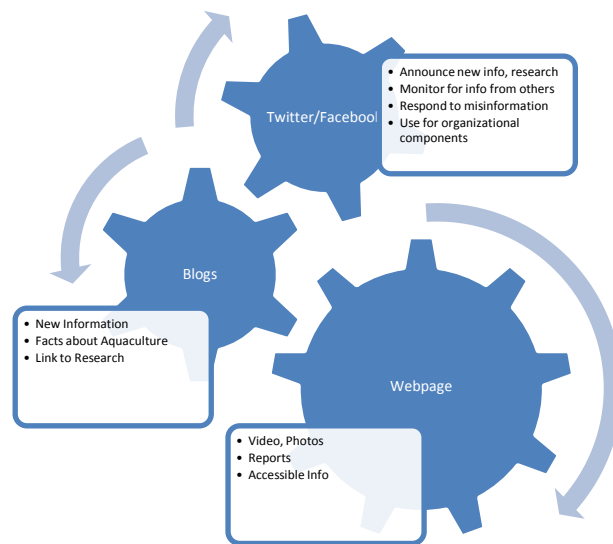 Twitter/Facebook
• Announce new info, research
• Monitor for info from others
• Respond to misinformation
• Use for organizational
components
Blogs
• New Information
• Facts about Aquaculture
• Link to Research
Webpage
• Video, Photos
• Reports
• Accessible Info